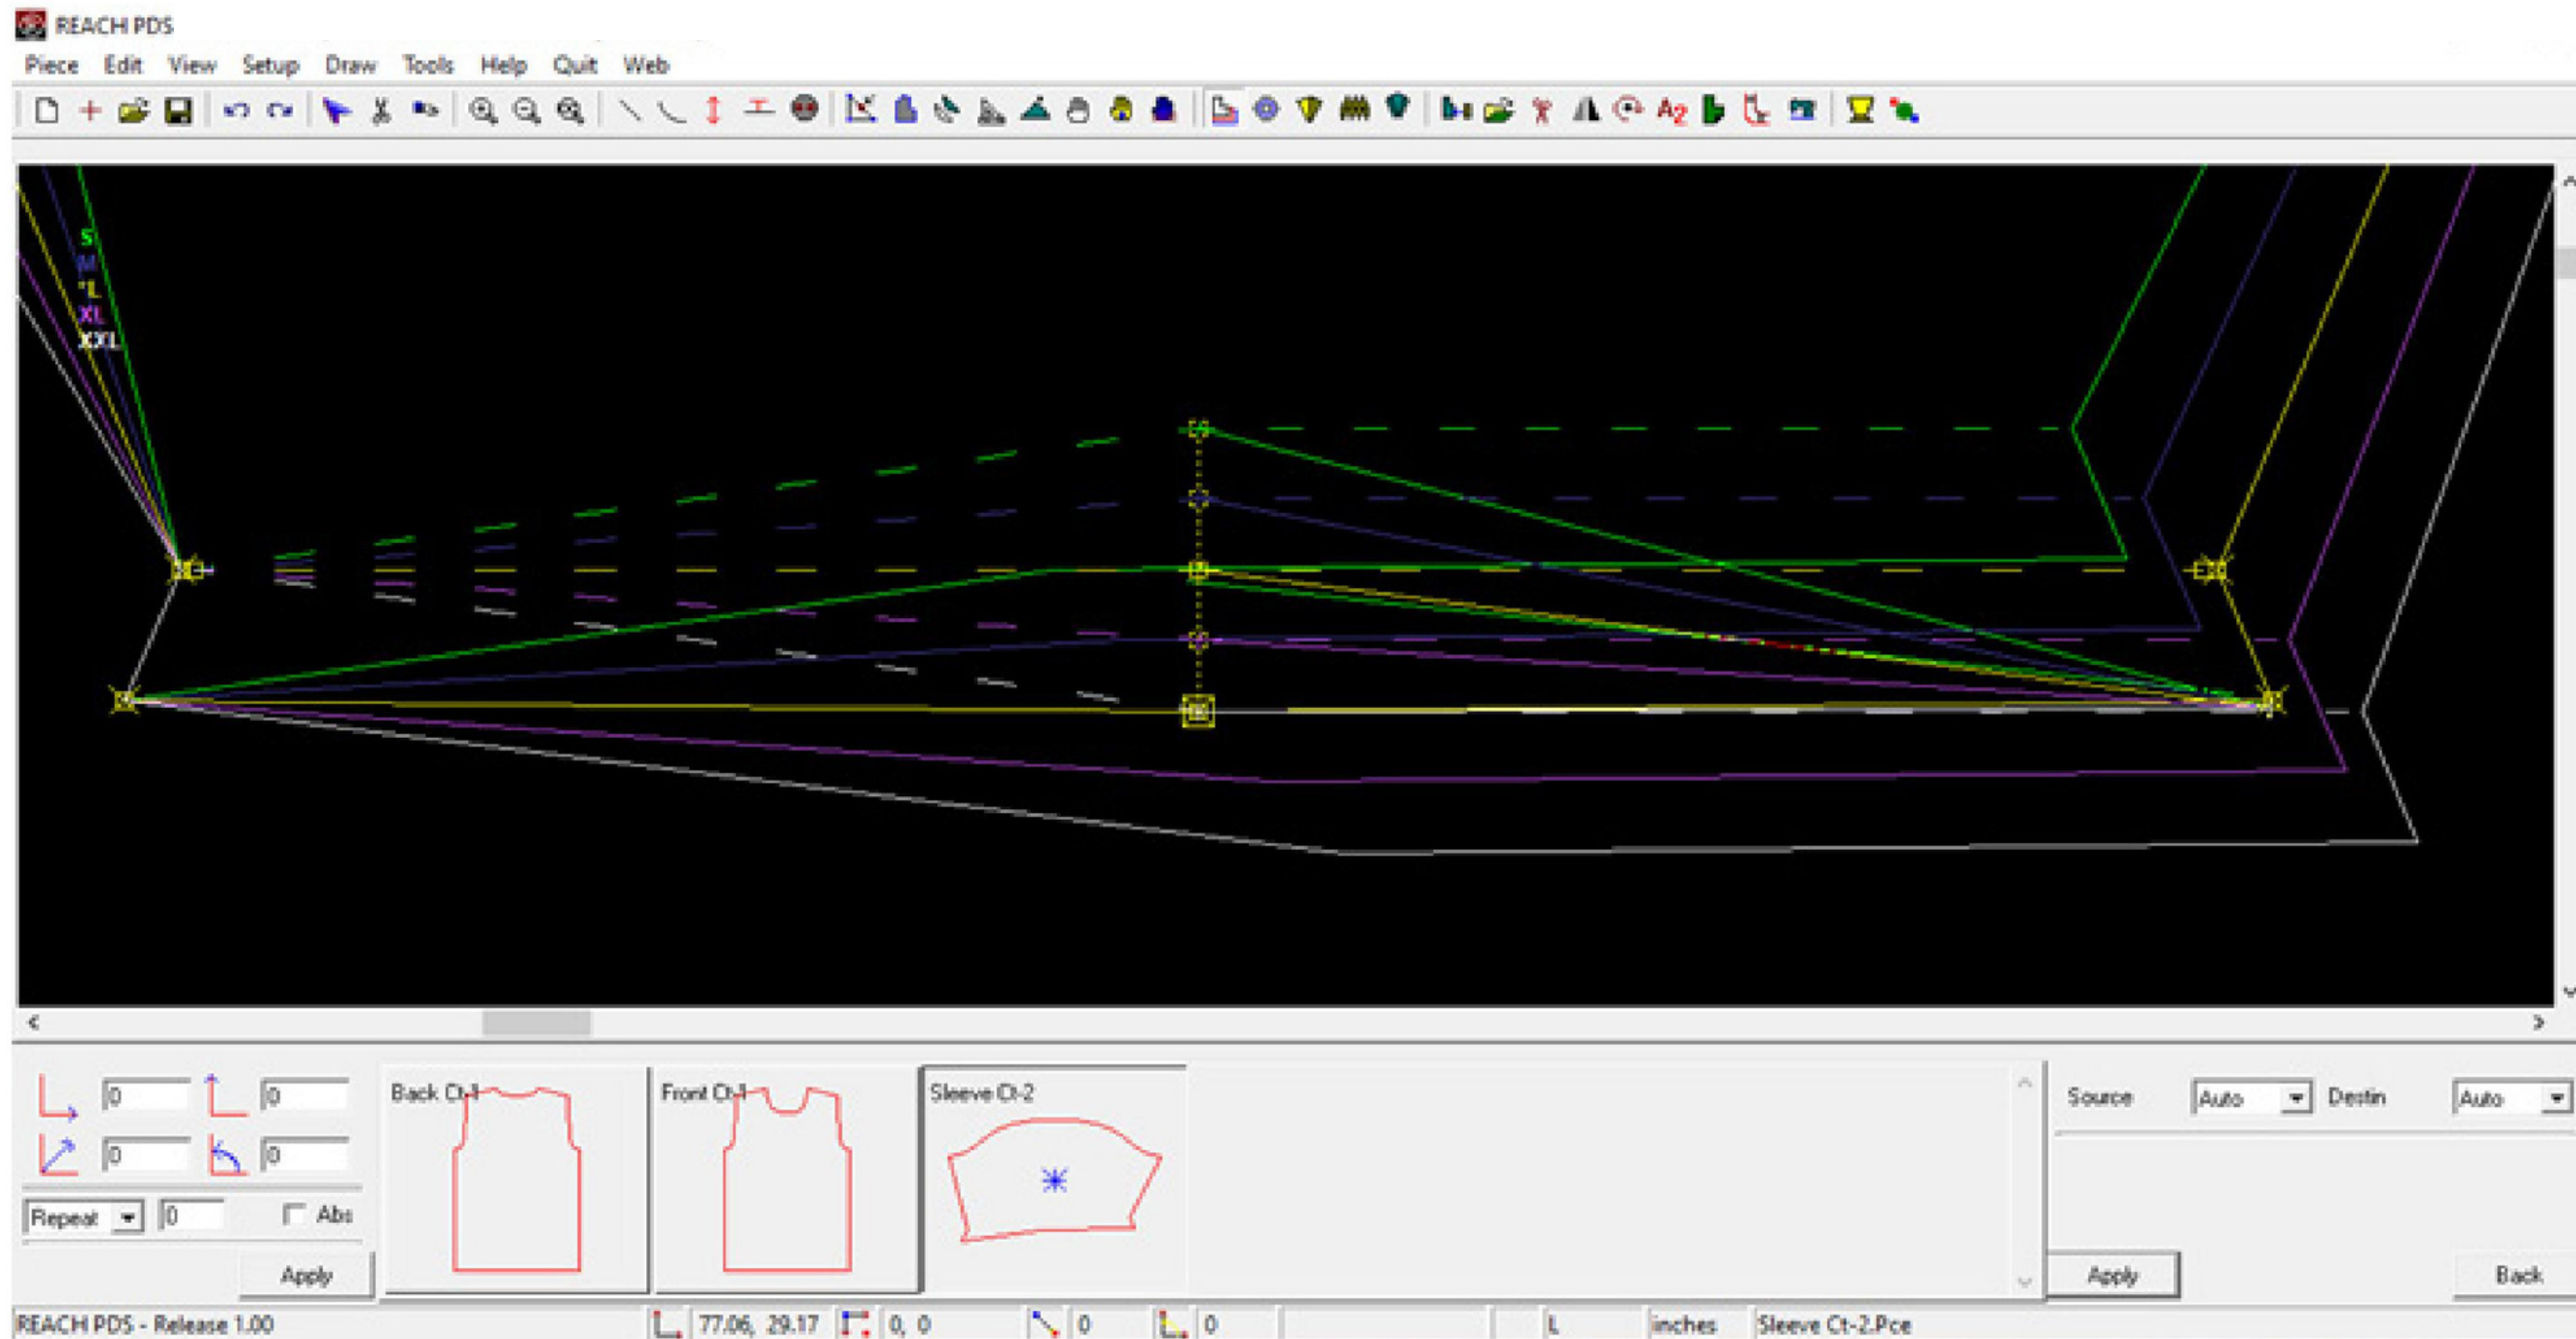 REACH PDS
Piece Edit View Setup Draw Tools Help Quit Web
A2
S
M
*L
XL
XXL
0 0
Back Ct-1 Front Ct-1 Sleeve Ct-2
Source Auto Destin Auto
0 0
Repeat 0 Abs
Apply Apply Back
REACH PDS - Release 1.00 77.06, 29.17 0, 0 0 0 L inches Sleeve Ct-2.Pce